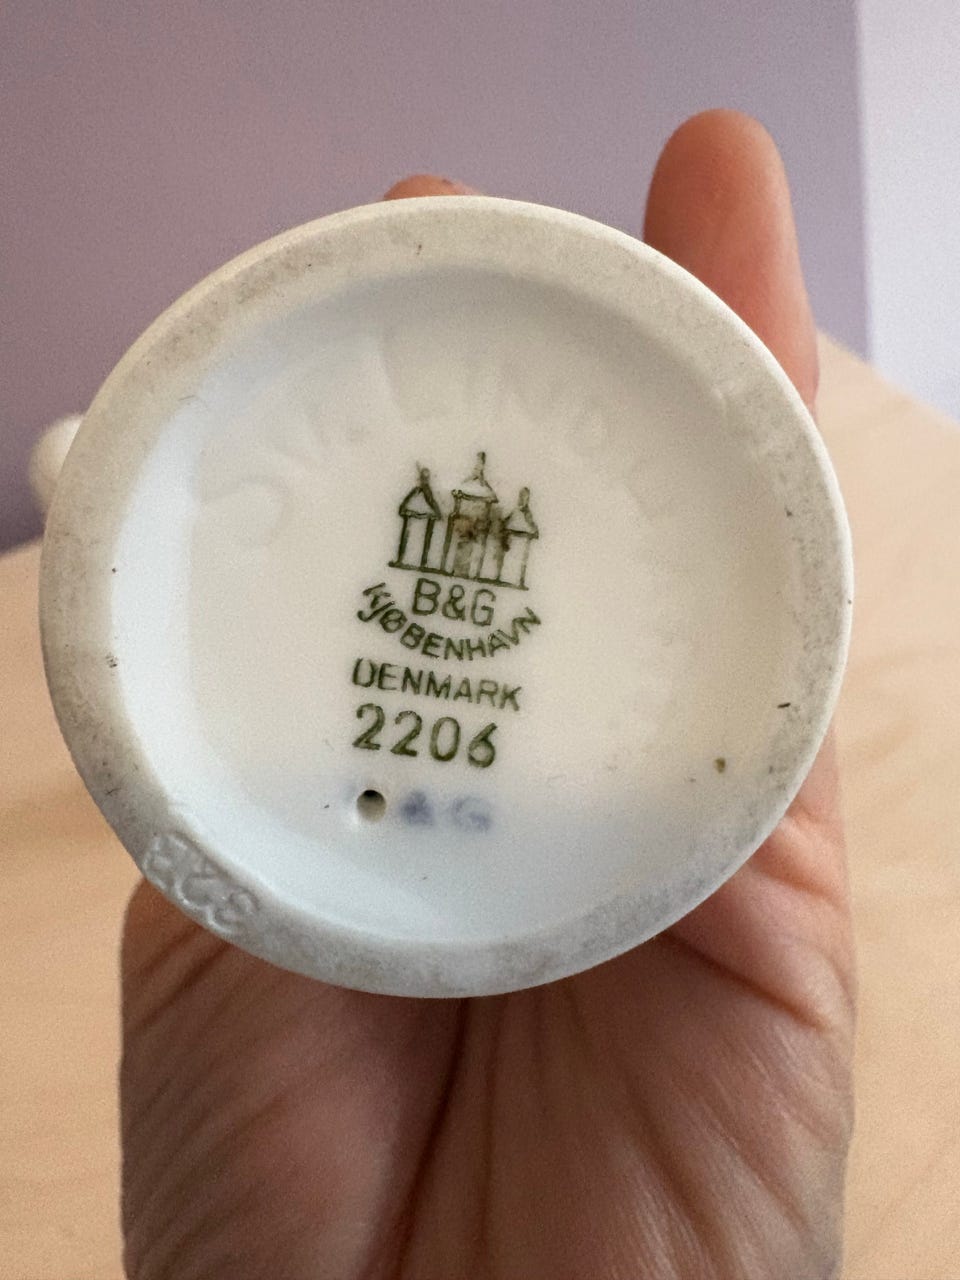 B&G
KJØBENHAVN
DENMARK
2206
& G